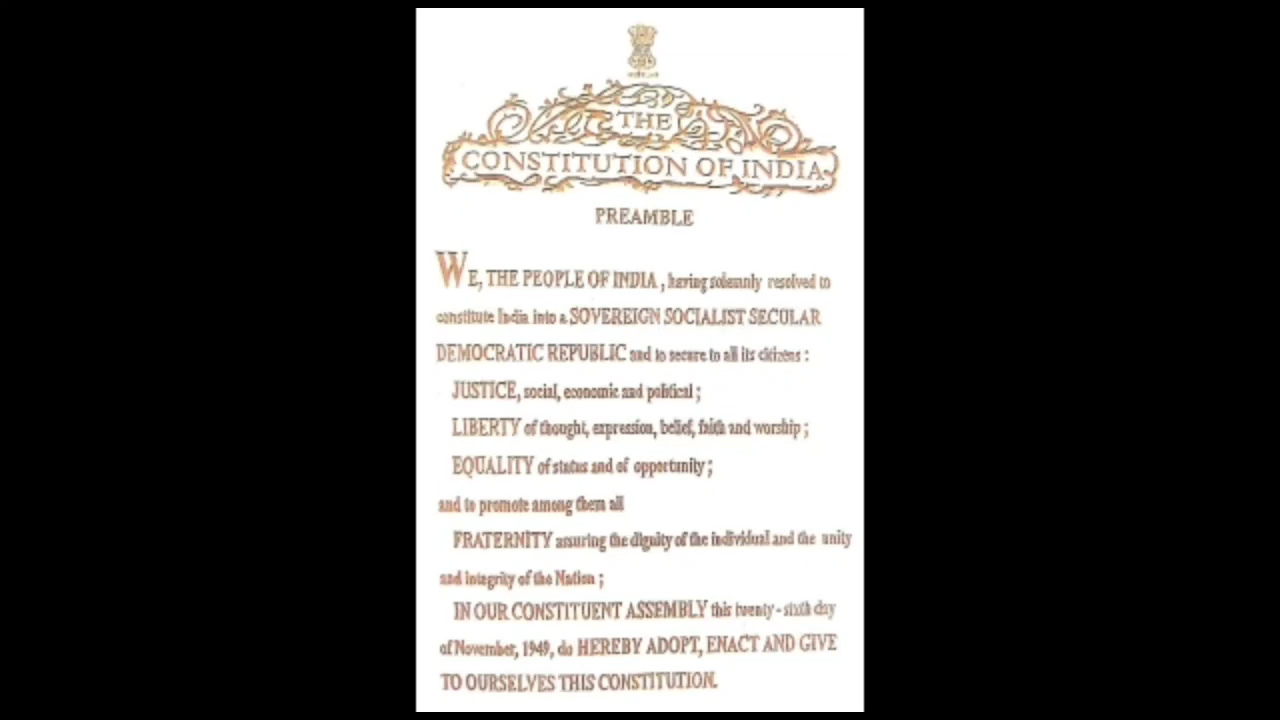 THE
CONSTITUTION OF INDIA
PREAMBLE
WE, THE PEOPLE OF INDIA , having solemnly resolved to
constitute India into a SOVEREIGN SOCIALIST SECULAR
DEMOCRATIC REPUBLIC and to secure to all its citizens :
JUSTICE, social, economic and political ;
LIBERTY of thought, expression, belief, faith and worship ;
EQUALITY of status and of opportunity ;
and to promote among them all
FRATERNITY assuring the dignity of the individual and the unity
and integrity of the Nation ;
IN OUR CONSTITUENT ASSEMBLY this twenty - sixth day
of November, 1949, do HEREBY ADOPT, ENACT AND GIVE
TO OURSELVES THIS CONSTITUTION.